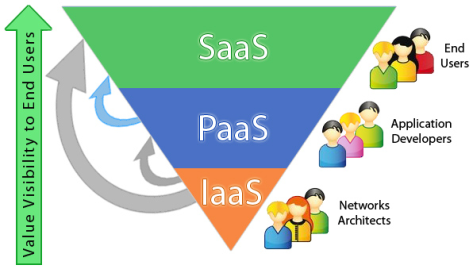 Value Visibility to End Users
SaaS
PaaS
IaaS
End
Users
Application
Developers
Networks
Architects